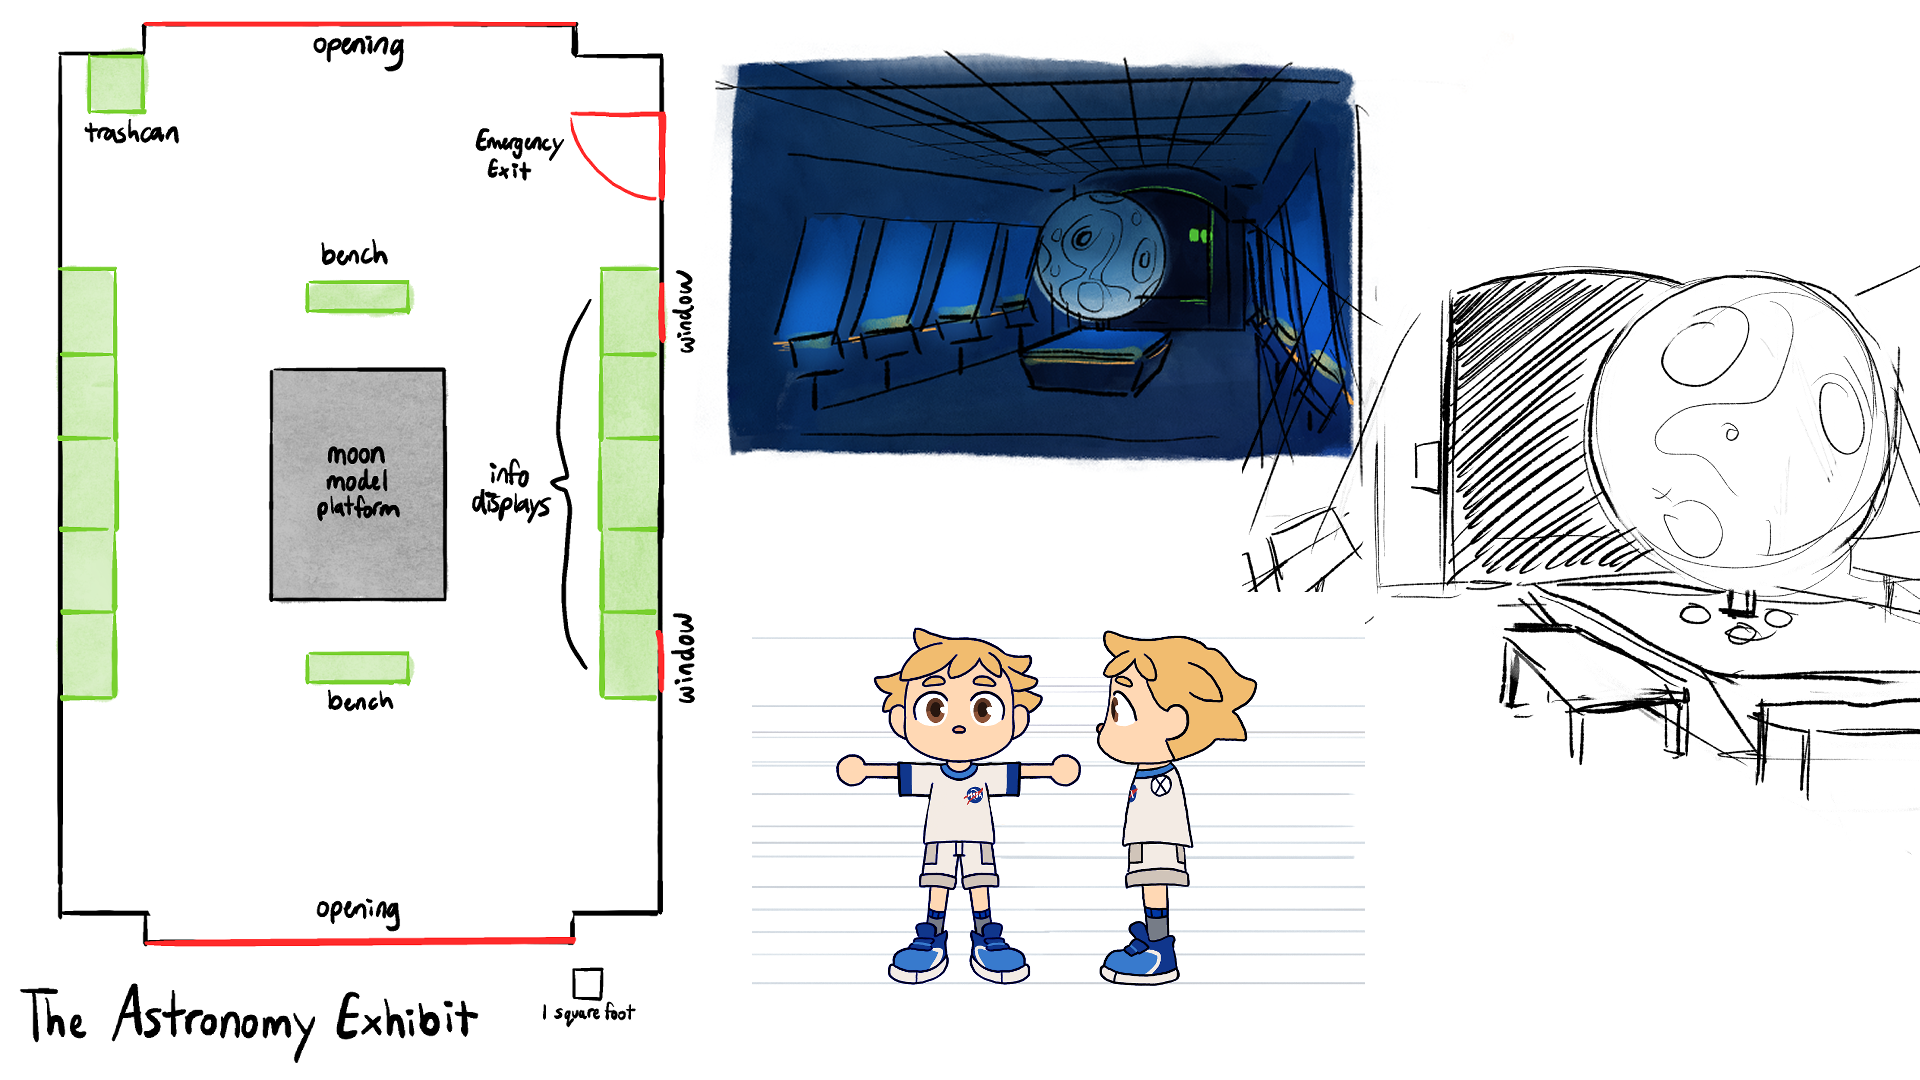 opening
trashcan
Emergency
Exit
bench
window
moon
model
platform
info
displays
window
bench
opening
The Astronomy Exhibit
1 square foot